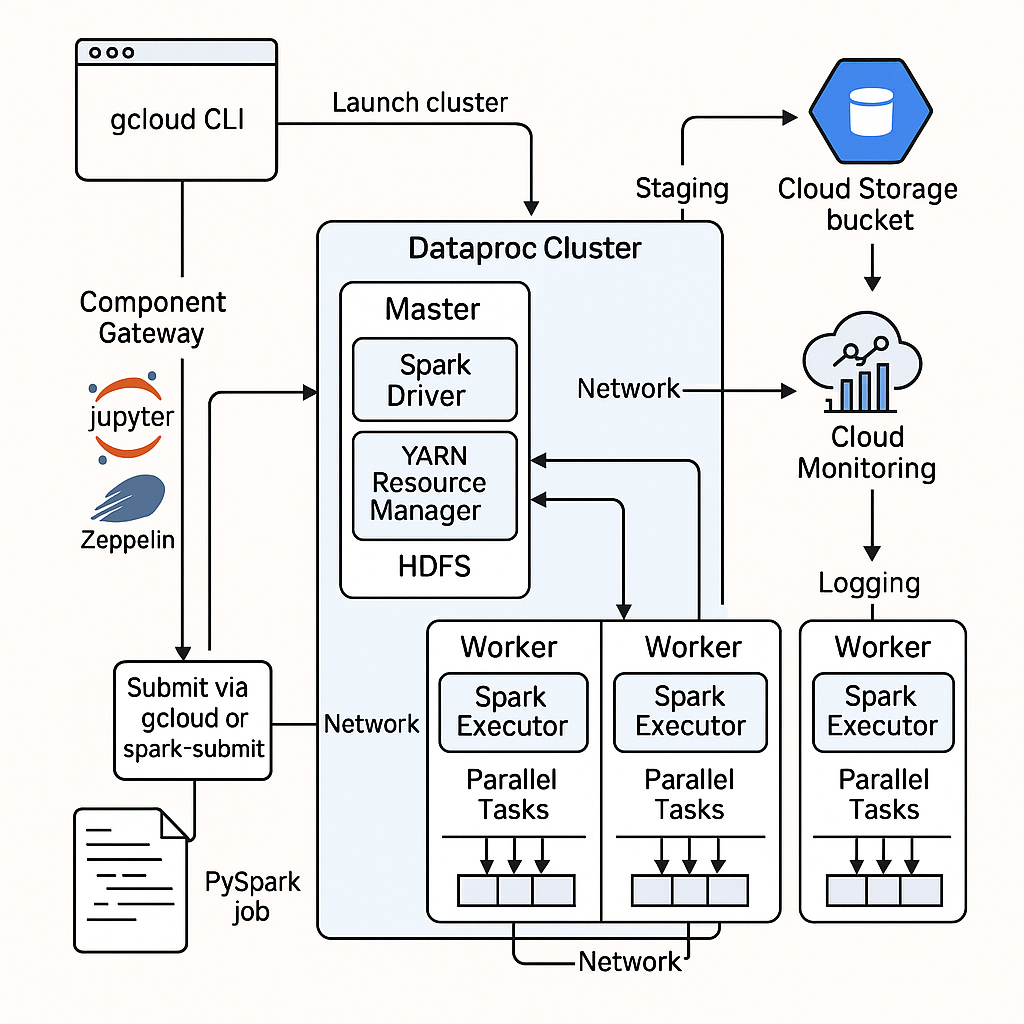 gcloud CLI
Launch cluster
Staging
Cloud Storage
bucket
Dataproc Cluster
Component
Gateway
jupyter
Zeppelin
Master
Spark
Driver
YARN
Resource
Manager
HDFS
Network
Cloud
Monitoring
Logging
Submit via
gcloud or
spark-submit
Network
PySpark
job
Worker
Spark
Executor
Parallel
Tasks
Worker
Spark
Executor
Parallel
Tasks
Worker
Spark
Executor
Parallel
Tasks
Network